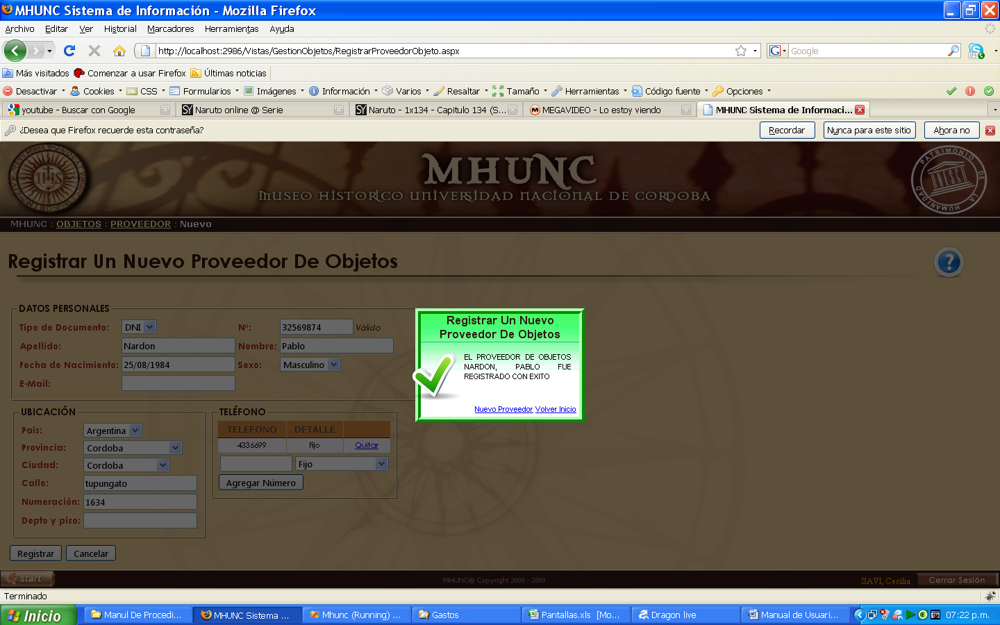 MHUNC Sistema de Información - Mozilla Firefox
Archivo Editar Ver Historial Marcadores Herramientas Ayuda
http://localhost:2986/Vistas/GestionObjetos/RegistrarProveedorObjeto.aspx
Google
Más visitados Comenzar a usar Firefox Últimas noticias
Desactivar Cookies CSS Formularios Imágenes Información Varios Resaltar Tamaño Herramientas Código fuente Opciones
youtube - Buscar con Google
Naruto online @ Serie
Naruto - 1x134 - Capitulo 134 (S...
MEGAVIDEO - Lo estoy viendo
MHUNC Sistema de Informaci...
¿Desea que Firefox recuerde esta contraseña?
Recordar
Nunca para este sitio
Ahora no
IHS
MHUNC
MUSEO HISTORICO UNIVERSIDAD NACIONAL DE CORDOBA
PATRIMONIO DE LA HUMANIDAD
UNESCO
MHUNC : OBJETOS : PROVEEDOR : Nuevo
Registrar Un Nuevo Proveedor De Objetos
?
DATOS PERSONALES
Tipo de Documento: DNI Nº: 32569874 Válido
Apellido: Nardon Nombre: Pablo
Fecha de Nacimiento: 25/08/1984 Sexo: Masculino
E-Mail:
Registrar Un Nuevo
Proveedor De Objetos
EL PROVEEDOR DE OBJETOS
NARDON, PABLO FUE
REGISTRADO CON EXITO
Nuevo Proveedor Volver Inicio
UBICACIÓN
Pais: Argentina
Provincia: Cordoba
Ciudad: Cordoba
Calle: tupungato
Numeración: 1634
Depto y piso:
TELÉFONO
TELEFONO DETALLE
4336699 Fijo Quitar
Fijo
Agregar Número
Registrar Cancelar
start
MHUNC® Copyright 2008 - 2009
SAVI, Cecilia
Cerrar Sesión
Terminado
Inicio
Manul De Procedi...
MHUNC Sistema ...
Mhunc (Running) ...
Gastos
Pantallas.xls [Mo...
Dragon live
Manual de Usuari...
07:22 p.m.